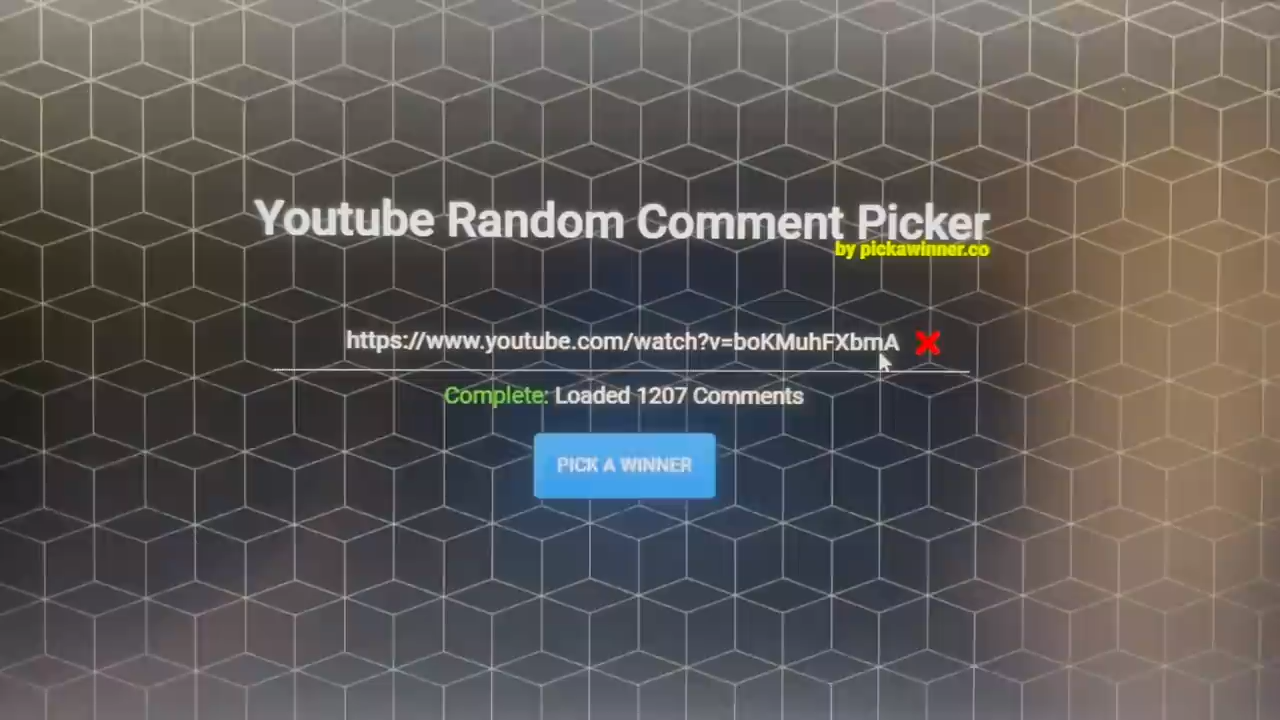 Youtube Random Comment Picker
by pickawinner.co
https://www.youtube.com/watch?v=boKMuhFXbmA
Complete: Loaded 1207 Comments
PICK A WINNER